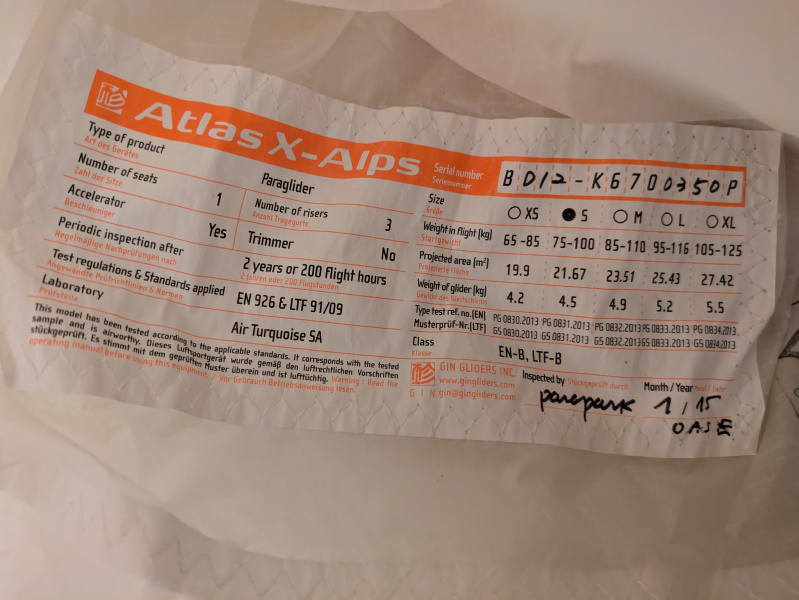 Atlas X-Alps
Type of product
Art des Gerätes
Paraglider
Number of seats
Zahl der Sitze
1
Number of risers
Anzahl Tragegurte
3
Accelerator
Beschleuniger
Yes
Trimmer
No
Periodic inspection after
Regelmäßige Nachprüfungen nach
2 years or 200 flight hours
2 Jahren oder 200 Flugstunden
Test regulations & Standards applied
Angewandte Prüfrichtlinien & Normen
EN 926 & LTF 91/09
Laboratory
Prüfstelle
Air Turquoise SA
This model has been tested according to the applicable standards. It corresponds with the tested
sample and is airworthy. Dieses Luftsportgerät wurde gemäß den luftrechtlichen Vorschriften
stückgeprüft. Es stimmt mit dem geprüften Muster überein und ist lufttüchtig. Warning : Read the
operating manual before using this equipment. / Vor Gebrauch Betriebsanweisung lesen.
Serial number
Seriennummer
BD12-K6700350P
Size
Größe
XS S M L XL
Weight in flight (kg)
Startgewicht
65-85 75-100 85-110 95-116 105-125
Projected area (m²)
Projezierte Fläche
19.9 21.67 23.51 25.43 27.42
Weight of glider (kg)
Gewicht des Gleitschirms
4.2 4.5 4.9 5.2 5.5
Type test ref. no.(EN) PG 0830.2013 PG 0831.2013 PG 0832.2013 PG 0833.2013 PG 0834.2013
Musterprüf-Nr.(LTF) GS 0830.2013 GS 0831.2013 GS 0832.2013 GS 0833.2013 GS 0834.2013
Class
Klasse
EN-B, LTF-B
GIN GLIDERS INC.
www.gingliders.com
GIN gin@gingliders.com
Inspected by Stückgeprüft durch
Month / Year Monat / Jahr
parapark 1 / 15
OASE